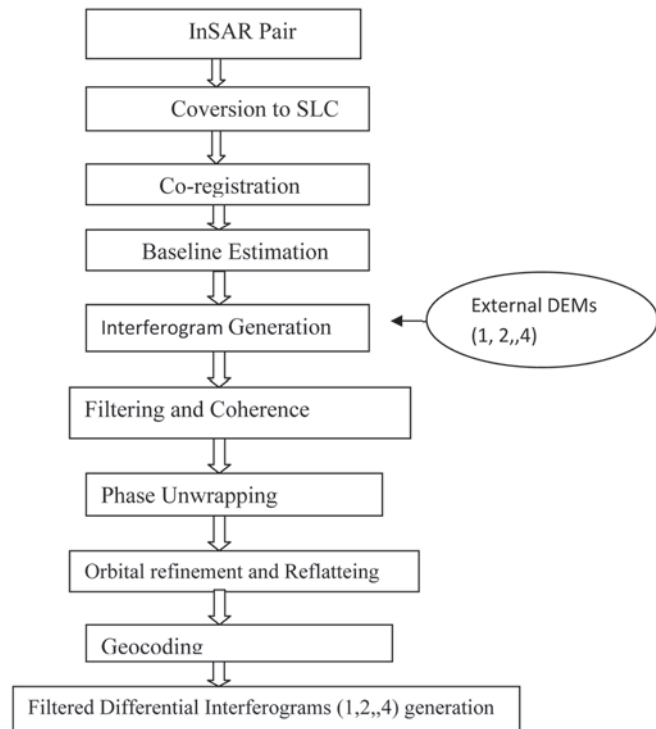 InSAR Pair
Coversion to SLC
Co-registration
Baseline Estimation
Interferogram Generation
External DEMs
(1, 2,,4)
Filtering and Coherence
Phase Unwrapping
Orbital refinement and Reflatteing
Geocoding
Filtered Differential Interferograms (1,2,,4) generation